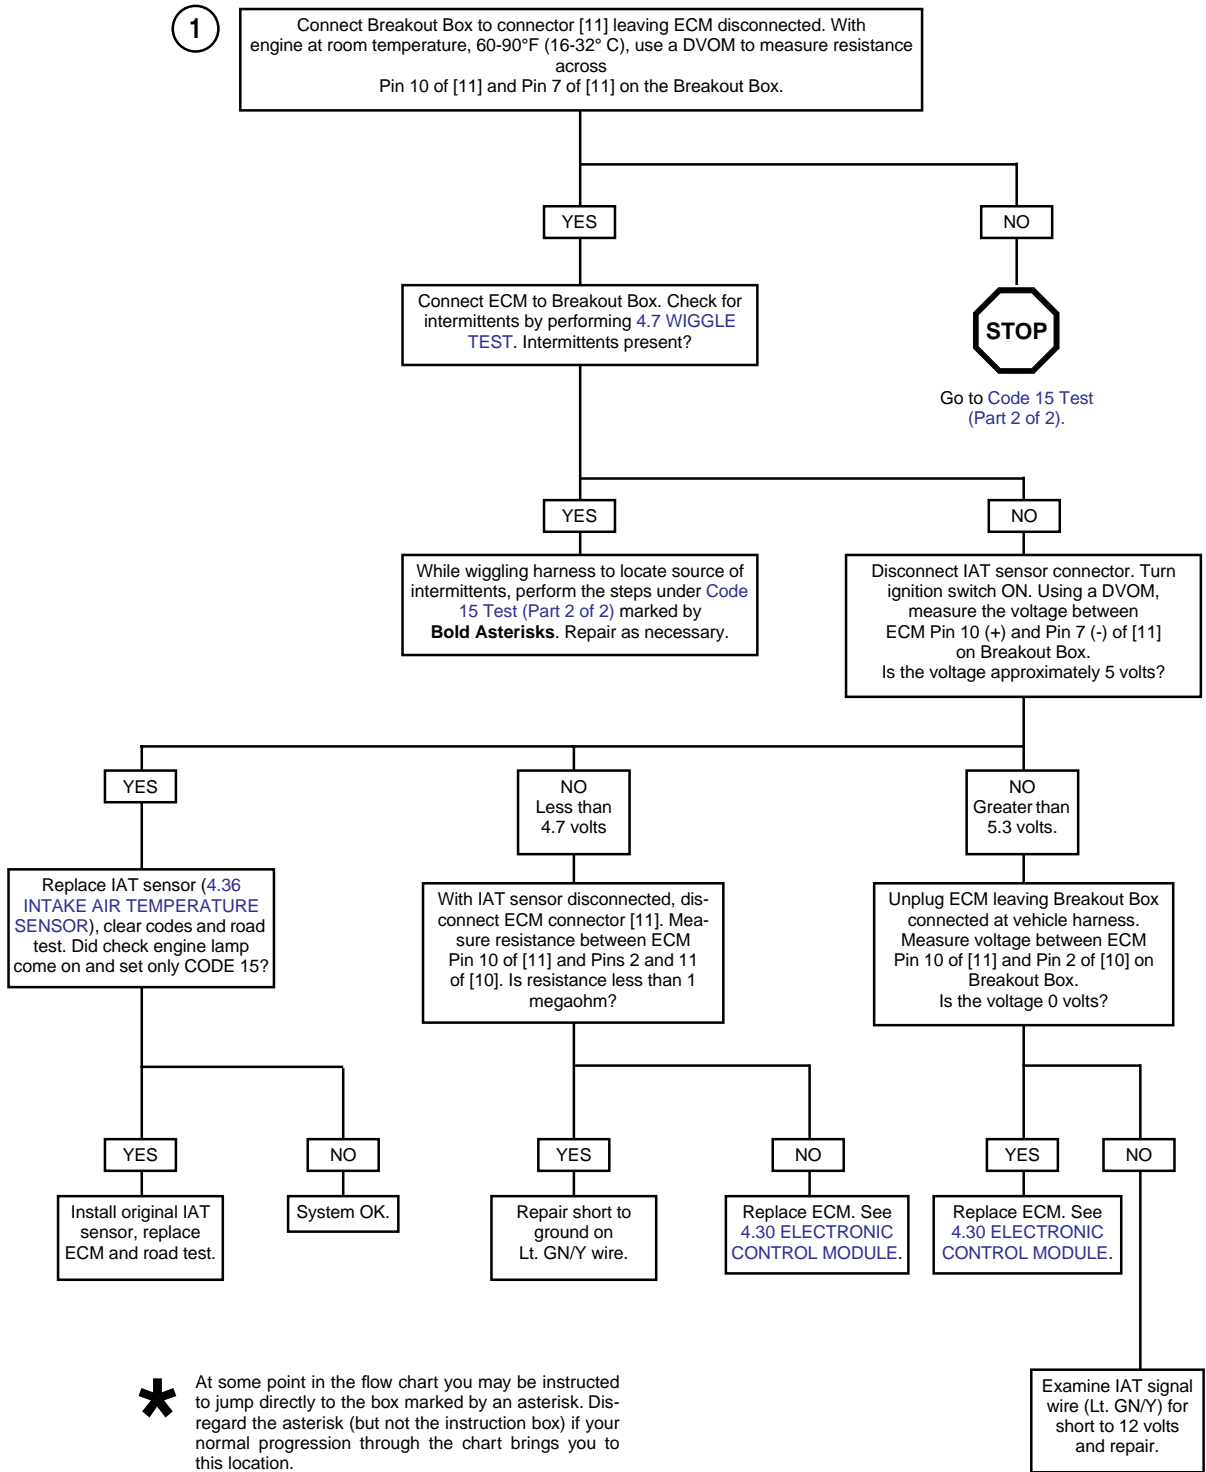 1
Connect Breakout Box to connector [11] leaving ECM disconnected. With
engine at room temperature, 60-90°F (16-32° C), use a DVOM to measure resistance
across
Pin 10 of [11] and Pin 7 of [11] on the Breakout Box.
YES
NO
Connect ECM to Breakout Box. Check for
intermittents by performing 4.7 WIGGLE
TEST. Intermittents present?
STOP
Go to Code 15 Test
(Part 2 of 2).
YES
NO
While wiggling harness to locate source of
intermittents, perform the steps under Code
15 Test (Part 2 of 2) marked by
Bold Asterisks. Repair as necessary.
Disconnect IAT sensor connector. Turn
ignition switch ON. Using a DVOM,
measure the voltage between
ECM Pin 10 (+) and Pin 7 (-) of [11]
on Breakout Box.
Is the voltage approximately 5 volts?
YES
NO
Less than
4.7 volts
NO
Greater than
5.3 volts.
Replace IAT sensor (4.36
INTAKE AIR TEMPERATURE
SENSOR), clear codes and road
test. Did check engine lamp
come on and set only CODE 15?
With IAT sensor disconnected, dis-
connect ECM connector [11]. Mea-
sure resistance between ECM
Pin 10 of [11] and Pins 2 and 11
of [10]. Is resistance less than 1
megaohm?
Unplug ECM leaving Breakout Box
connected at vehicle harness.
Measure voltage between ECM
Pin 10 of [11] and Pin 2 of [10] on
Breakout Box.
Is the voltage 0 volts?
YES
NO
YES
NO
YES
NO
Install original IAT
sensor, replace
ECM and road test.
System OK.
Repair short to
ground on
Lt. GN/Y wire.
Replace ECM. See
4.30 ELECTRONIC
CONTROL MODULE.
Replace ECM. See
4.30 ELECTRONIC
CONTROL MODULE.
Examine IAT signal
wire (Lt. GN/Y) for
short to 12 volts
and repair.
* At some point in the flow chart you may be instructed
to jump directly to the box marked by an asterisk. Dis-
regard the asterisk (but not the instruction box) if your
normal progression through the chart brings you to
this location.